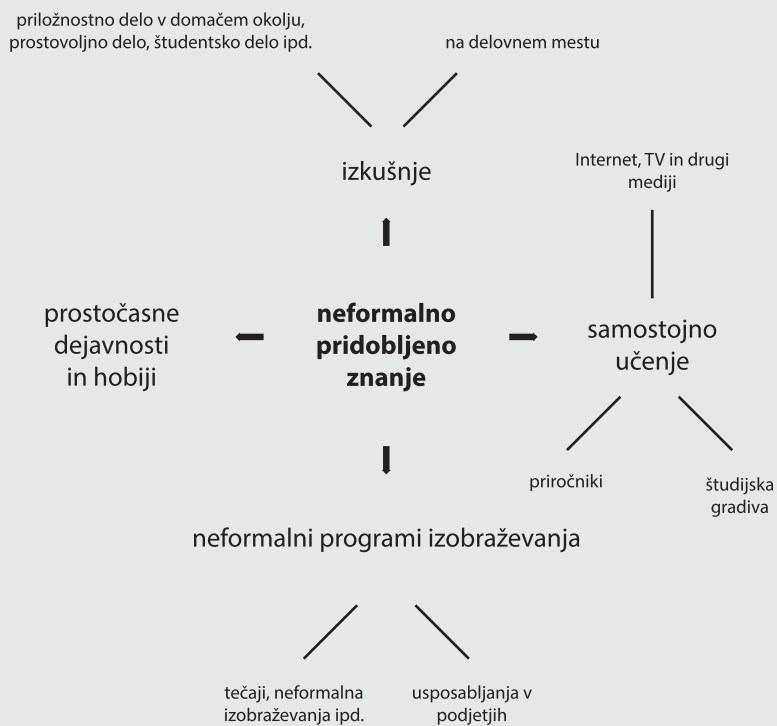 priložnostno delo v domačem okolju,
prostovoljno delo, študentsko delo ipd.
na delovnem mestu
izkušnje
Internet, TV in drugi
mediji
prostočasne
dejavnosti
in hobiji
neformalno
pridobljeno
znanje
samostojno
učenje
priročniki
študijska
gradiva
neformalni programi izobraževanja
tečaji, neformalna
izobraževanja ipd.
usposabljanja v
podjetjih